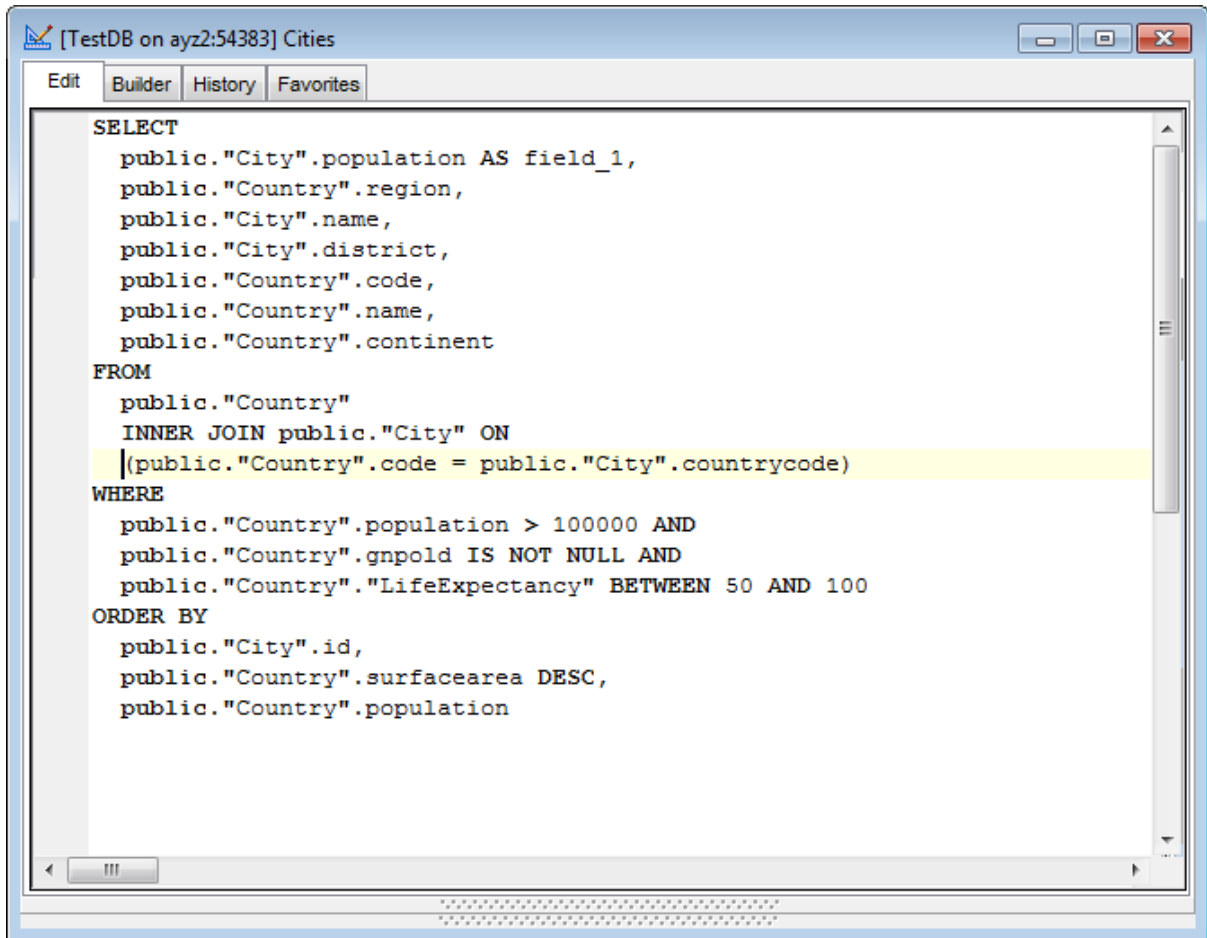 [TestDB on ayz2:54383] Cities
Edit Builder History Favorites
SELECT
public."City".population AS field_1,
public."Country".region,
public."City".name,
public."City".district,
public."Country".code,
public."Country".name,
public."Country".continent
FROM
public."Country"
INNER JOIN public."City" ON
(public."Country".code = public."City".countrycode)
WHERE
public."Country".population > 100000 AND
public."Country".gnpold IS NOT NULL AND
public."Country"."LifeExpectancy" BETWEEN 50 AND 100
ORDER BY
public."City".id,
public."Country".surfacearea DESC,
public."Country".population